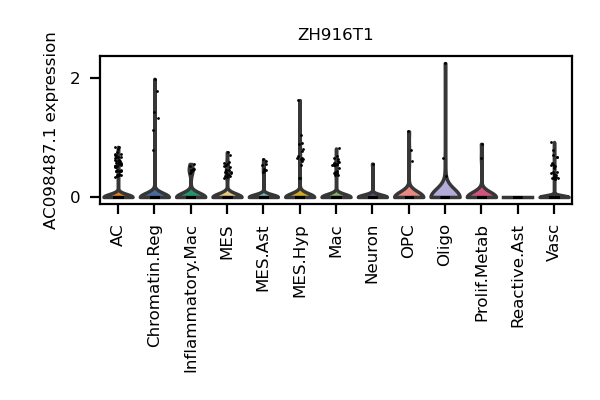 ZH916T1
AC098487.1 expression
2
0
AC
Chromatin.Reg
Inflammatory.Mac
MES
MES.Ast
MES.Hyp
Mac
Neuron
OPC
Oligo
Prolif.Metab
Reactive.Ast
Vasc